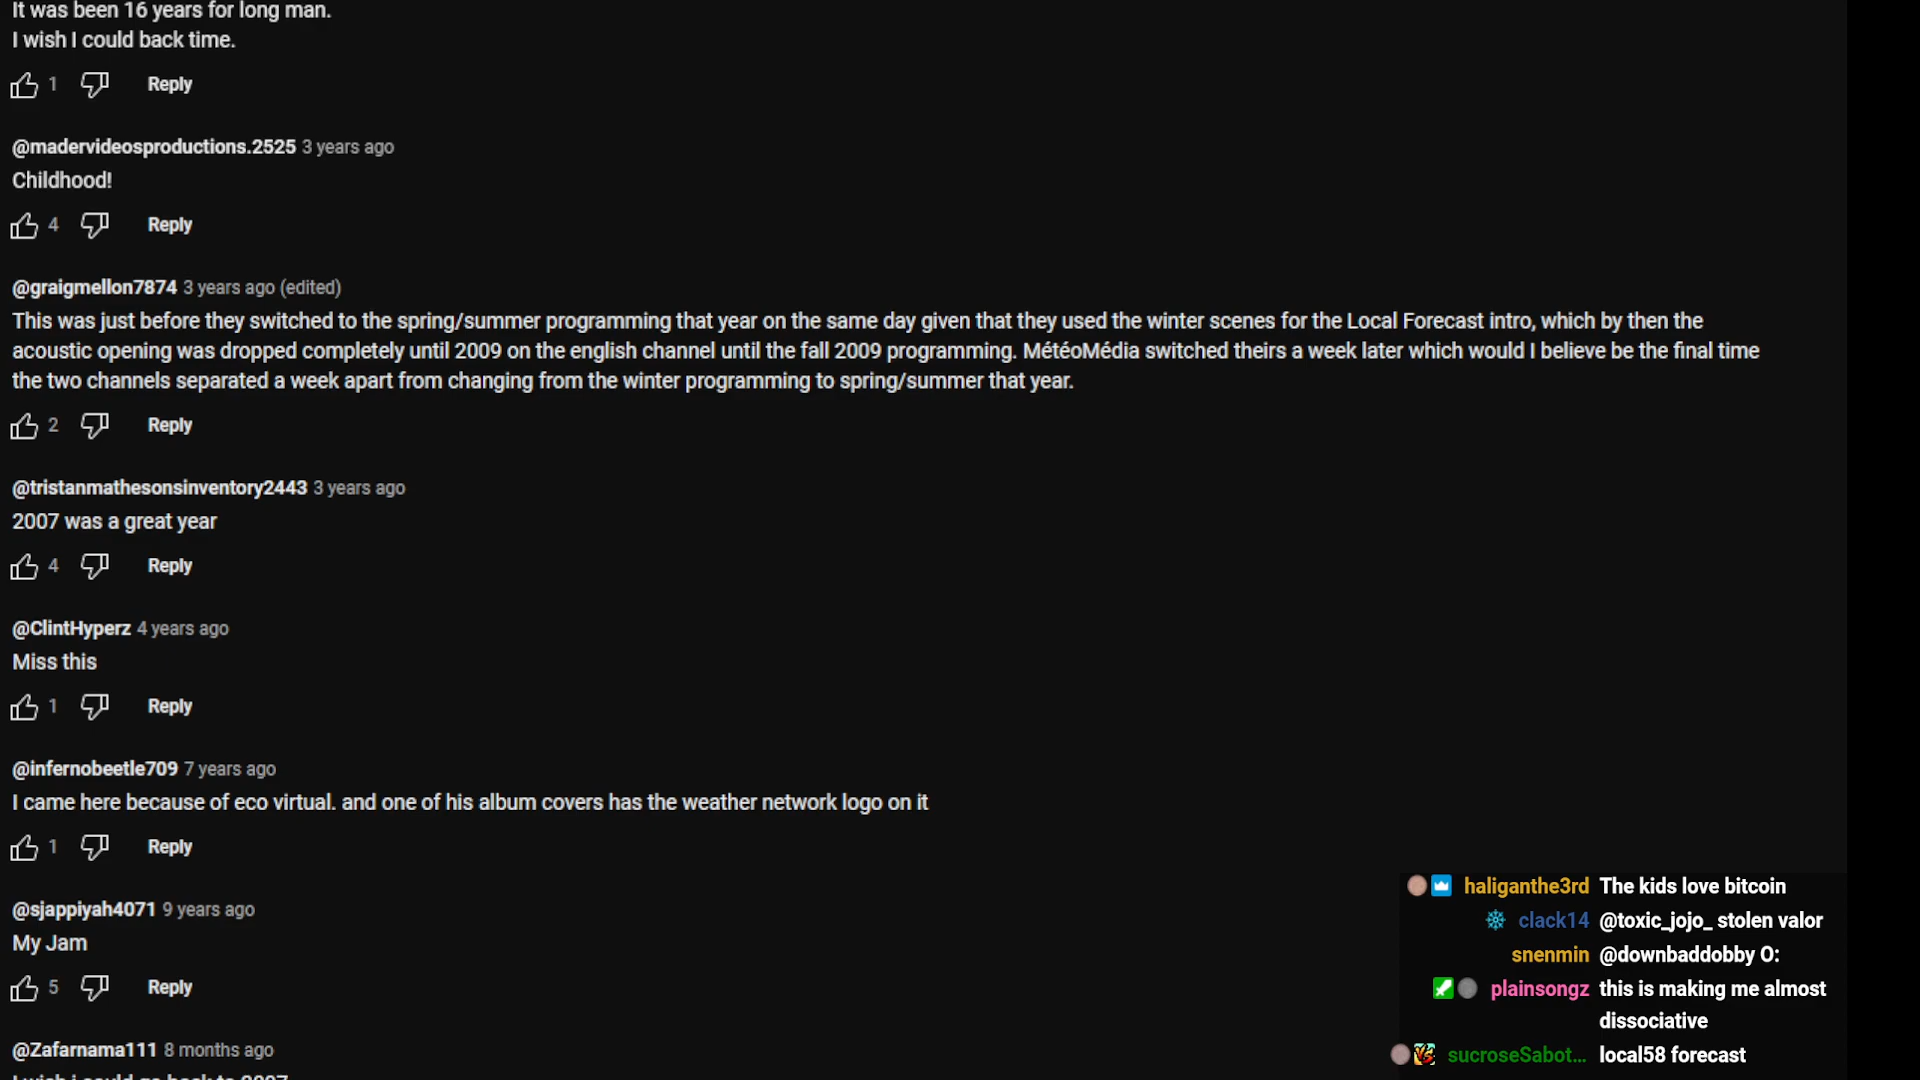 It was been 16 years for long man.
I wish I could back time.
1 Reply
@madervideosproductions.2525 3 years ago
Childhood!
4 Reply
@graigmellon7874 3 years ago (edited)
This was just before they switched to the spring/summer programming that year on the same day given that they used the winter scenes for the Local Forecast intro, which by then the
acoustic opening was dropped completely until 2009 on the english channel until the fall 2009 programming. MétéoMédia switched theirs a week later which would I believe be the final time
the two channels separated a week apart from changing from the winter programming to spring/summer that year.
2 Reply
@tristanmathesonsinventory2443 3 years ago
2007 was a great year
4 Reply
@ClintHyperz 4 years ago
Miss this
1 Reply
@infernobeetle709 7 years ago
I came here because of eco virtual. and one of his album covers has the weather network logo on it
1 Reply
@sjappiyah4071 9 years ago
My Jam
5 Reply
@Zafarnama111 8 months ago
I wish i could go back to 2007
haliganthe3rd The kids love bitcoin
clack14 @toxic_jojo_ stolen valor
snenmin @downbaddobby O:
plainsongz this is making me almost
dissociative
sucroseSabot... local58 forecast